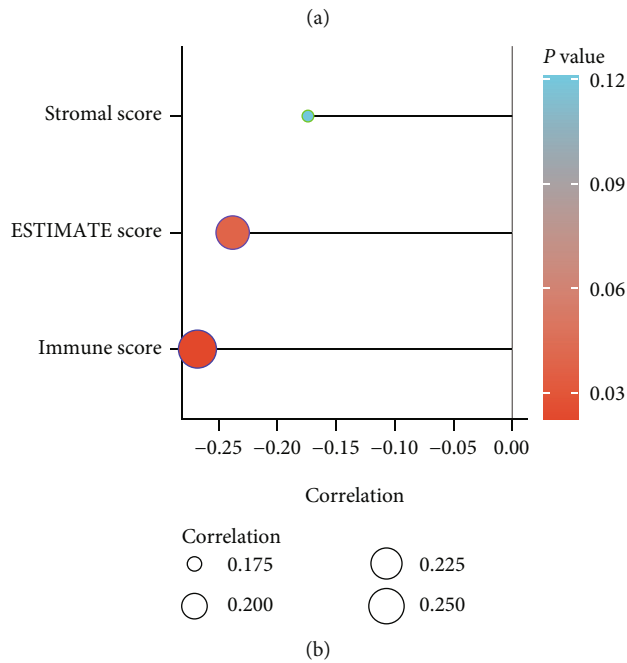 (a)
P value
Stromal score
0.12
0.09
ESTIMATE score
0.06
Immune score
0.03
−0.25 −0.20 −0.15 −0.10 −0.05 0.00
Correlation
Correlation
0.175 0.225
0.200 0.250
(b)